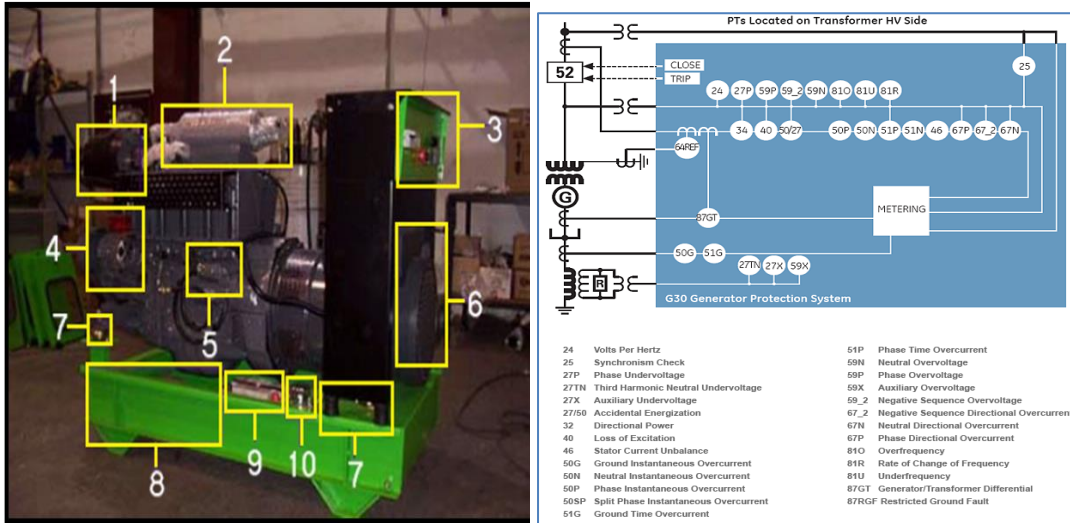 1
2
3
4
5
6
7
7
8
9
10
PTs Located on Transformer HV Side
52
CLOSE
TRIP
25
24 27P 59P 59_2 59N 81O 81U 81R
34 40 50/27 50P 50N 51P 51N 46 67P 67_2 67N
64REF
G
87GT
METERING
50G 51G
27TN 27X 59X
R
G30 Generator Protection System
24 Volts Per Hertz
25 Synchronism Check
27P Phase Undervoltage
27TN Third Harmonic Neutral Undervoltage
27X Auxiliary Undervoltage
27/50 Accidental Energization
32 Directional Power
40 Loss of Excitation
46 Stator Current Unbalance
50G Ground Instantaneous Overcurrent
50N Neutral Instantaneous Overcurrent
50P Phase Instantaneous Overcurrent
50SP Split Phase Instantaneous Overcurrent
51G Ground Time Overcurrent
51P Phase Time Overcurrent
59N Neutral Overvoltage
59P Phase Overvoltage
59X Auxiliary Overvoltage
59_2 Negative Sequence Overvoltage
67_2 Negative Sequence Directional Overcurren
67N Neutral Directional Overcurrent
67P Phase Directional Overcurrent
81O Overfrequency
81R Rate of Change of Frequency
81U Underfrequency
87GT Generator/Transformer Differential
87RGF Restricted Ground Fault